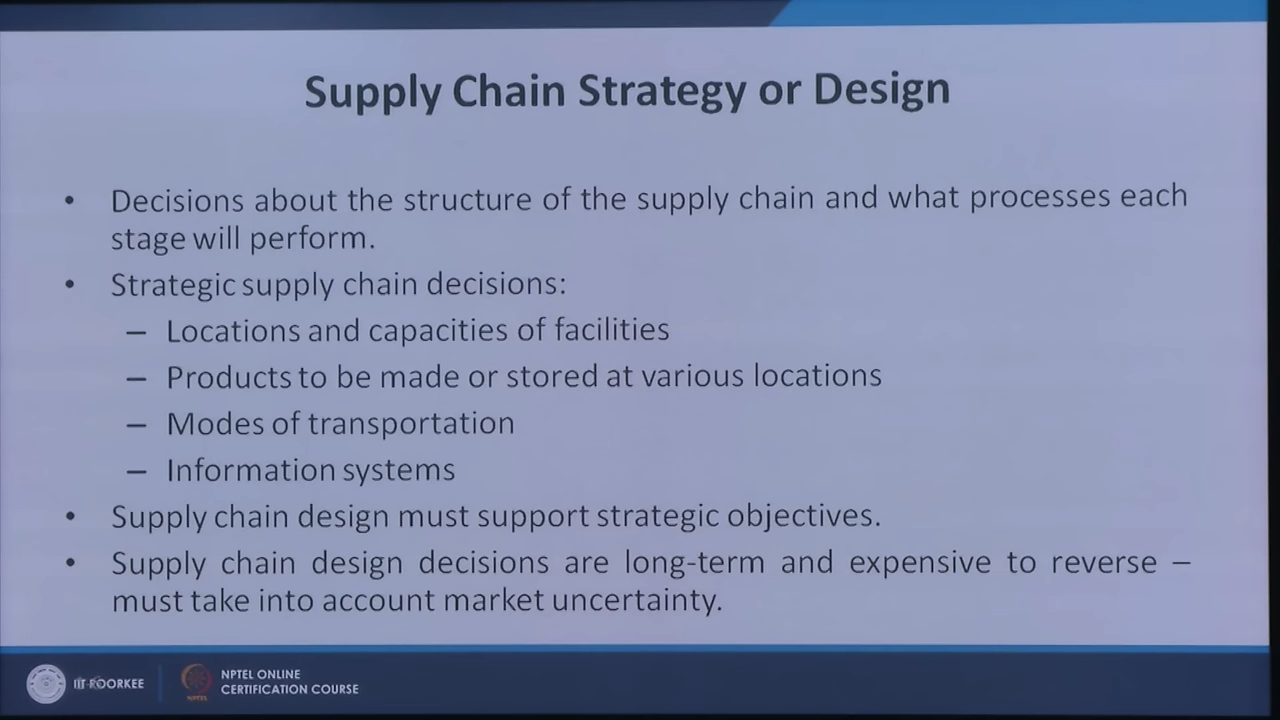 Supply Chain Strategy or Design
• Decisions about the structure of the supply chain and what processes each
stage will perform.
• Strategic supply chain decisions:
– Locations and capacities of facilities
– Products to be made or stored at various locations
– Modes of transportation
– Information systems
• Supply chain design must support strategic objectives.
• Supply chain design decisions are long-term and expensive to reverse –
must take into account market uncertainty.
IIT ROORKEE
NPTEL ONLINE
CERTIFICATION COURSE
NPTEL